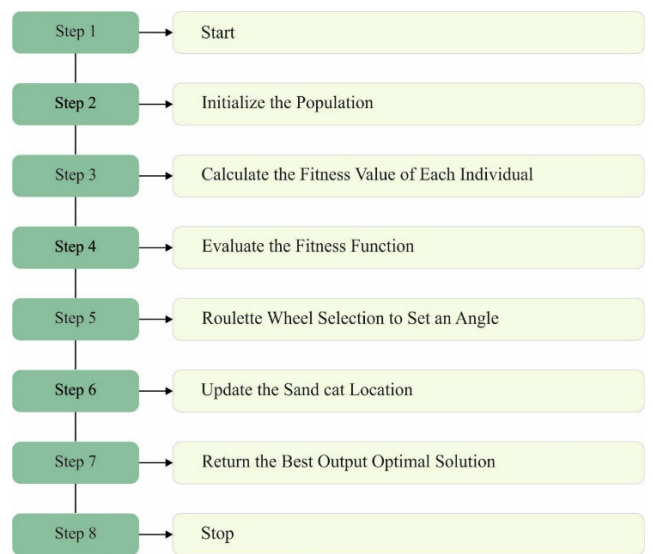 Step 1
Start
Step 2
Initialize the Population
Step 3
Calculate the Fitness Value of Each Individual
Step 4
Evaluate the Fitness Function
Step 5
Roulette Wheel Selection to Set an Angle
Step 6
Update the Sand cat Location
Step 7
Return the Best Output Optimal Solution
Step 8
Stop